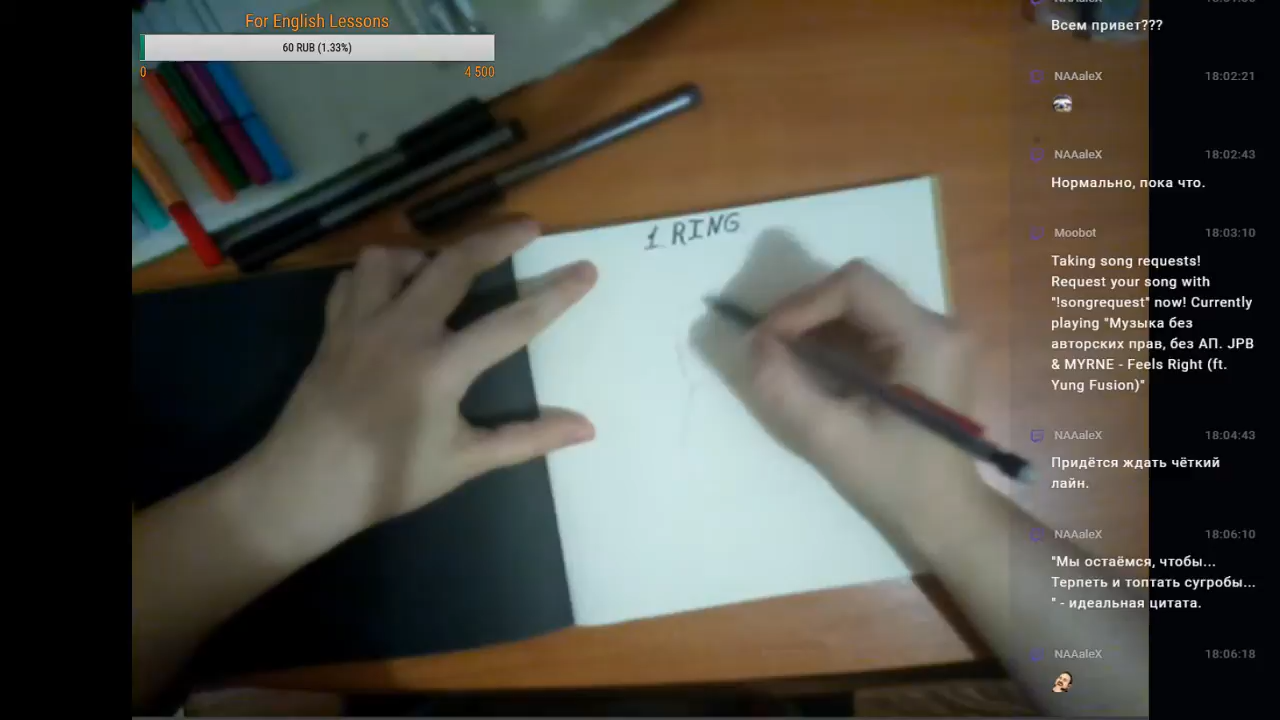 For English Lessons
60 RUB (1.33%)
0
4 500
1 RING
Всем привет???
NAAaleX
18:02:21
NAAaleX
18:02:43
Нормально, пока что.
Moobot
18:03:10
Taking song requests!
Request your song with
"!songrequest" now! Currently
playing "Музыка без
авторских прав, без АП. JPB
& MYRNE - Feels Right (ft.
Yung Fusion)"
NAAaleX
18:04:43
Придётся ждать чёткий
лайн.
NAAaleX
18:06:10
"Мы остаёмся, чтобы...
Терпеть и топтать сугробы...
" - идеальная цитата.
NAAaleX
18:06:18